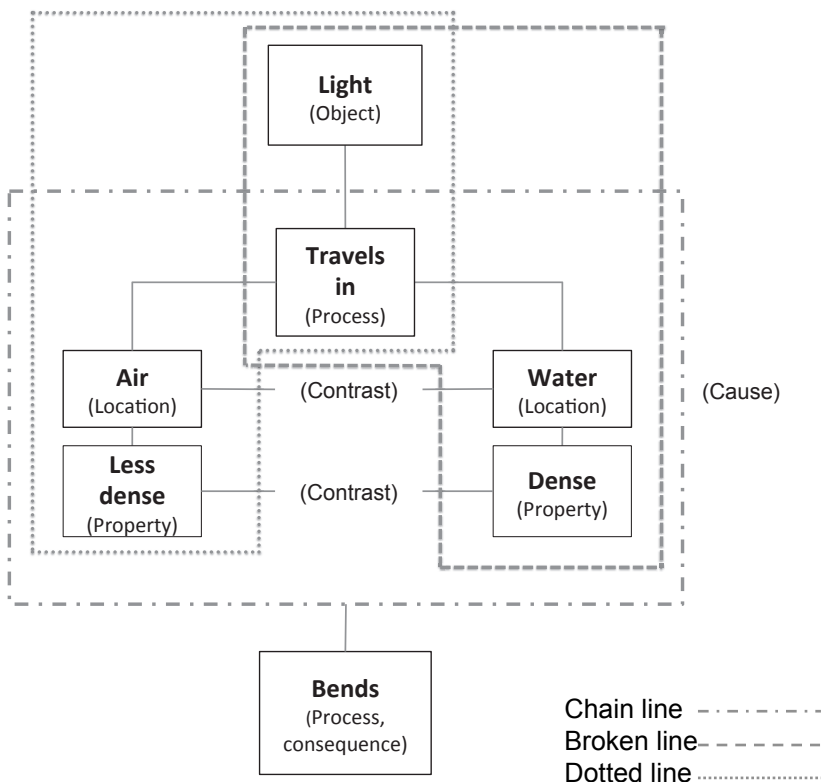 Light
(Object)
Travels
in
(Process)
Air
(Location)
(Contrast)
Water
(Location)
(Cause)
Less
dense
(Property)
(Contrast)
Dense
(Property)
Bends
(Process,
consequence)
Chain line
Broken line
Dotted line